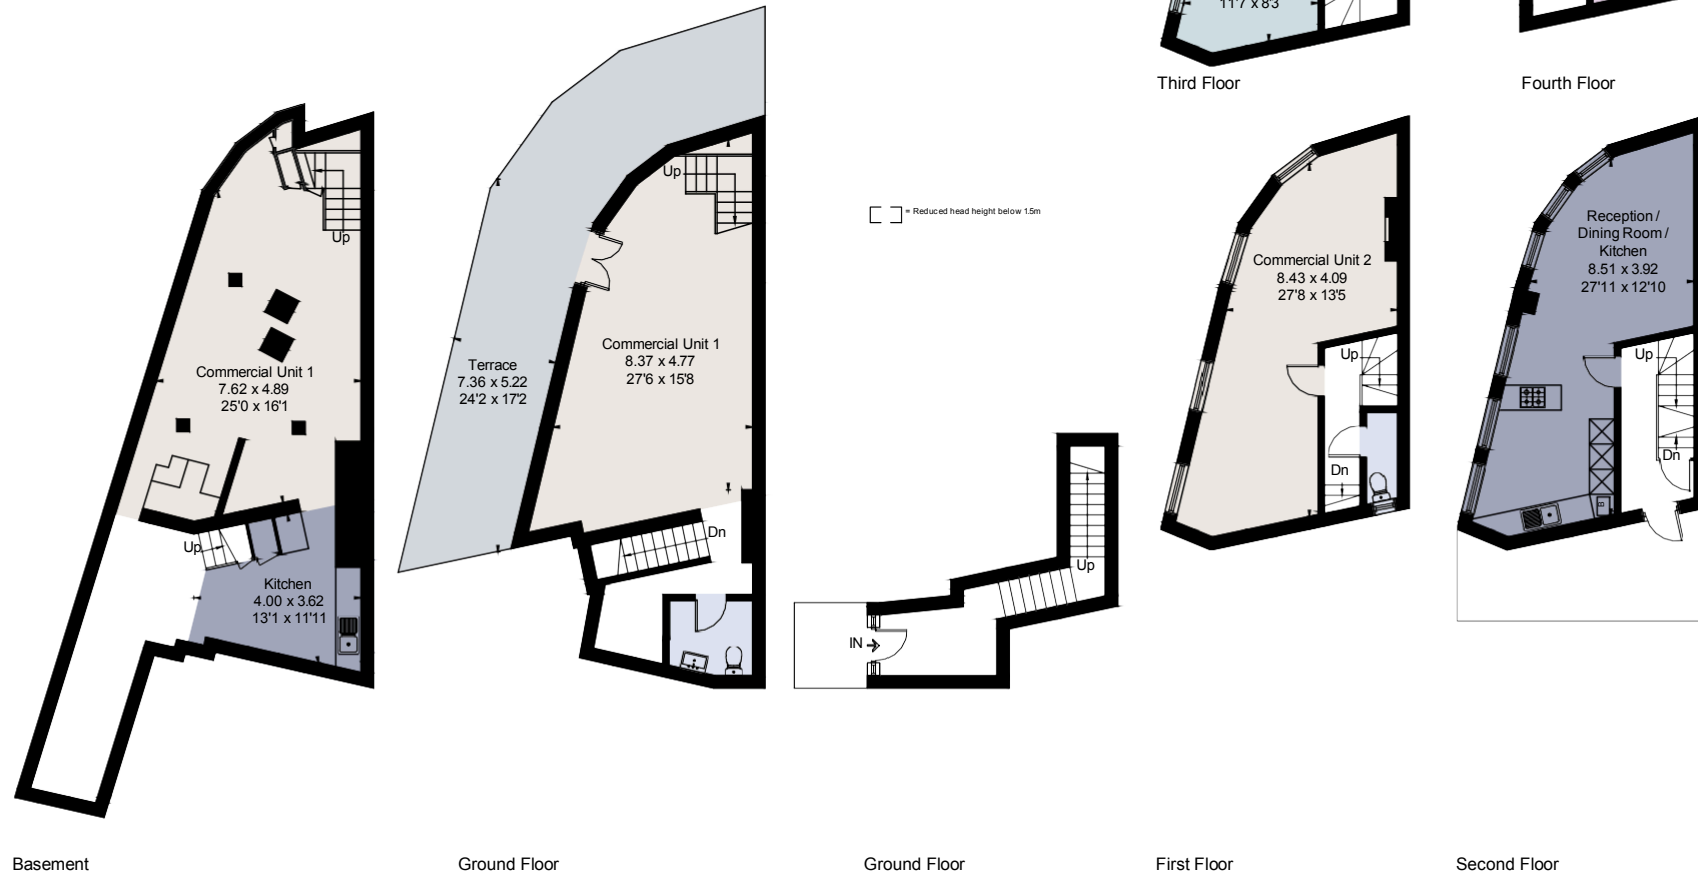 11'7 x 8'3
Third Floor
Fourth Floor
Up
Up
Commercial Unit 1
7.62 x 4.89
25'0 x 16'1
Up
Kitchen
4.00 x 3.62
13'1 x 11'11
Terrace
7.36 x 5.22
24'2 x 17'2
Commercial Unit 1
8.37 x 4.77
27'6 x 15'8
Dn
= Reduced head height below 1.5m
Up
IN
Commercial Unit 2
8.43 x 4.09
27'8 x 13'5
Up
Dn
Reception /
Dining Room /
Kitchen
8.51 x 3.92
27'11 x 12'10
Up
Dn
Basement
Ground Floor
Ground Floor
First Floor
Second Floor